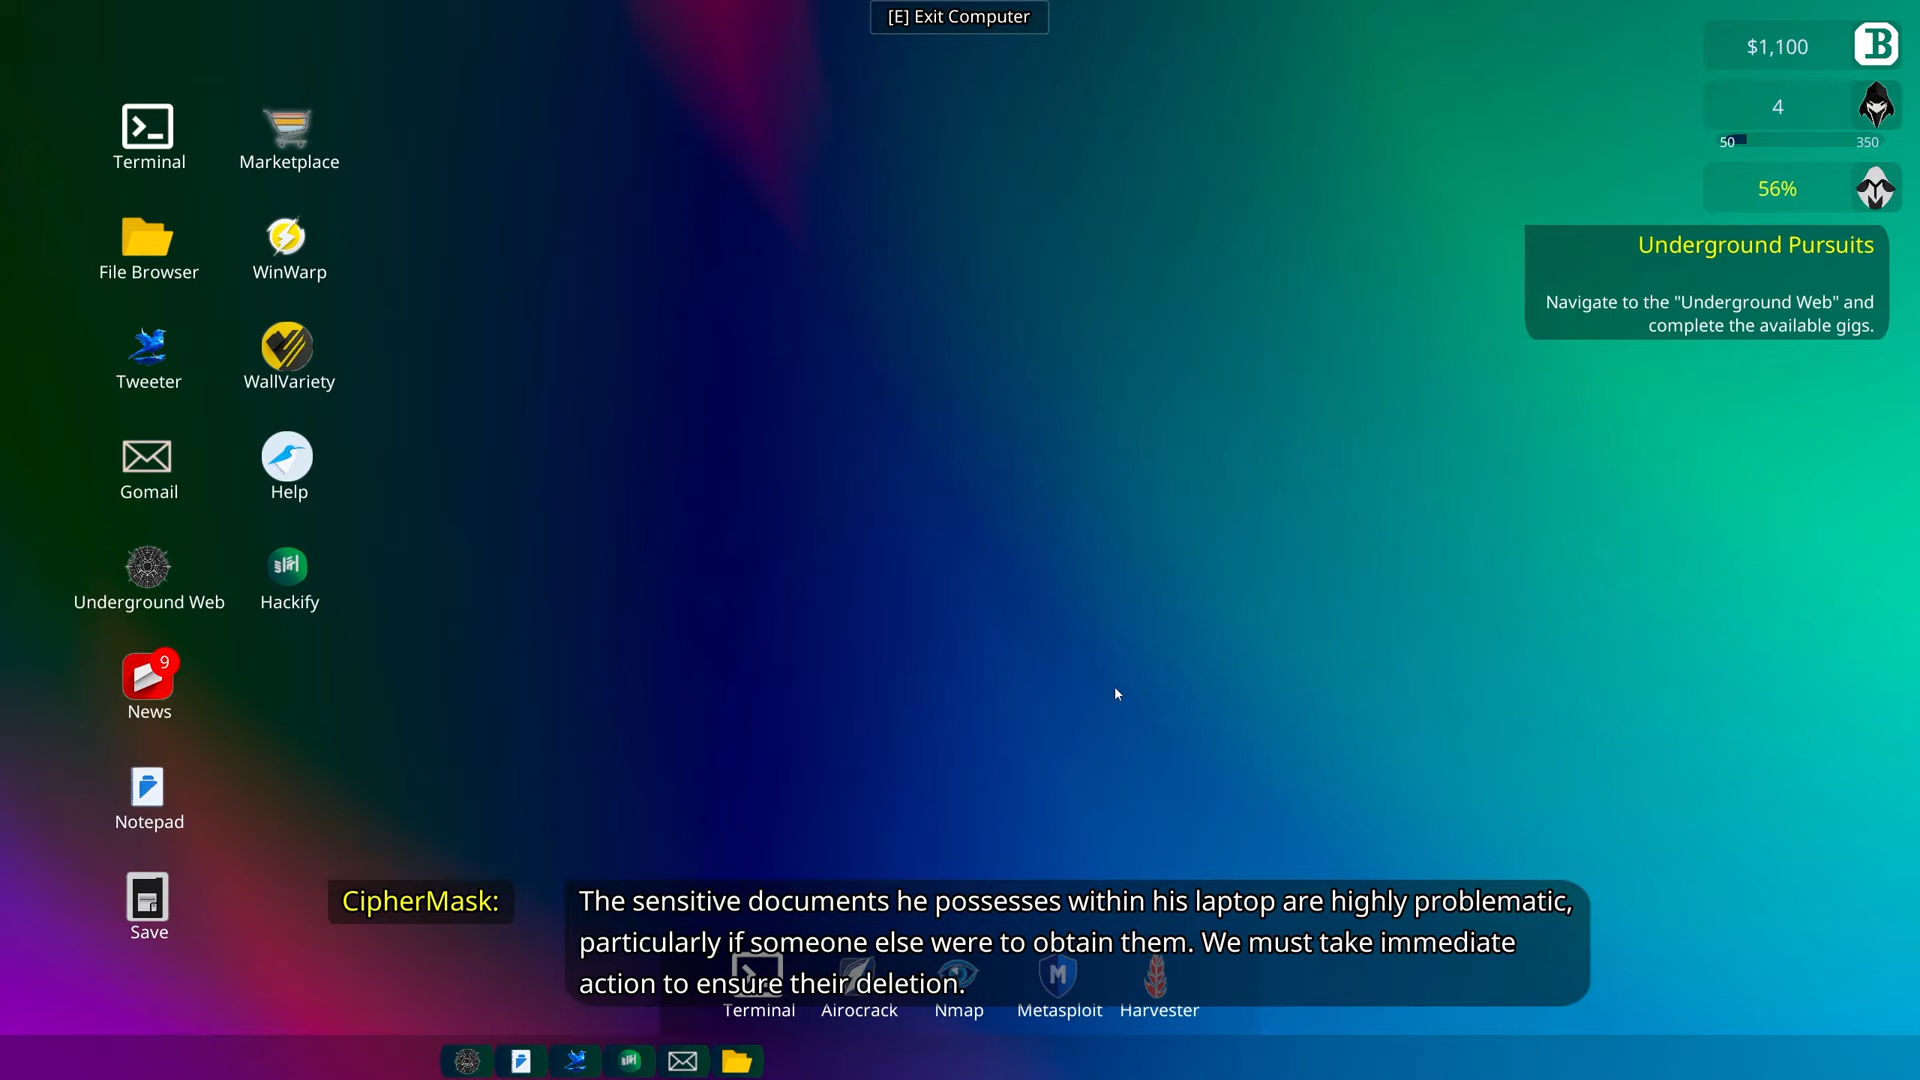 [E] Exit Computer
$1,100
B
4
50 350
56%
Underground Pursuits
Navigate to the "Underground Web" and
complete the available gigs.
Terminal
Marketplace
File Browser
WinWarp
Tweeter
WallVariety
Gomail
Help
Underground Web
Hackify
9
News
Notepad
Save
CipherMask:
The sensitive documents he possesses within his laptop are highly problematic,
particularly if someone else were to obtain them. We must take immediate
action to ensure their deletion.
M
Terminal Airocrack Nmap Metasploit Harvester